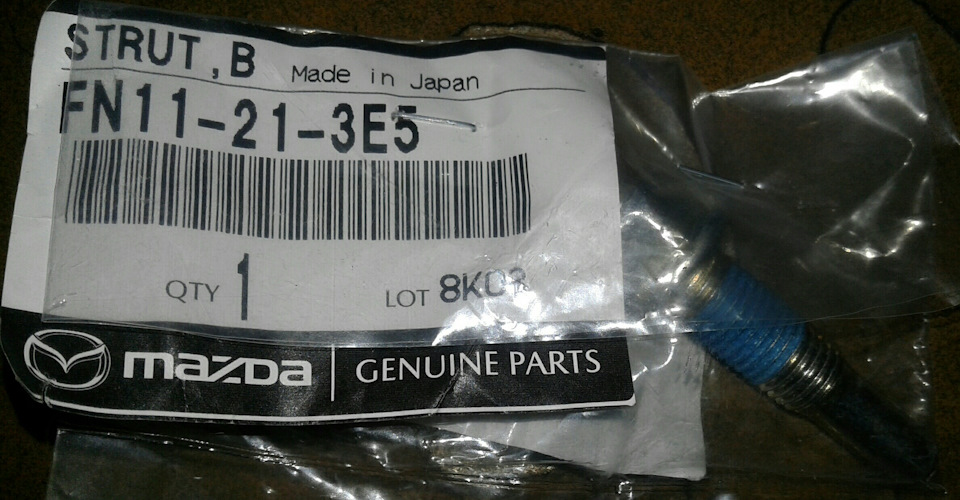 STRUT,B Made in Japan
FN11-21-3E5
QTY 1 LOT 8K03
mazda GENUINE PARTS